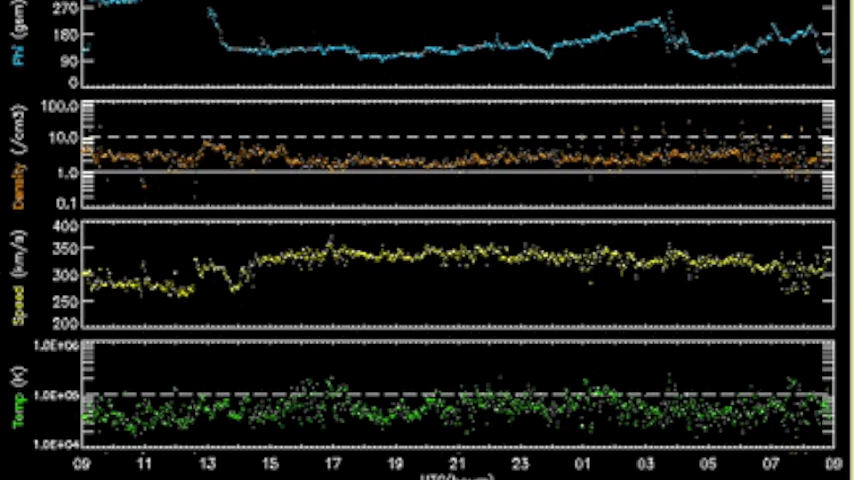 270
Phi (gsm)
180
90
0
100.0
Density (/cm3)
10.0
1.0
0.1
400
Speed (km/s)
350
300
250
200
1.0E+06
Temp (K)
1.0E+05
1.0E+04
09 11 13 15 17 19 21 23 01 03 05 07 09